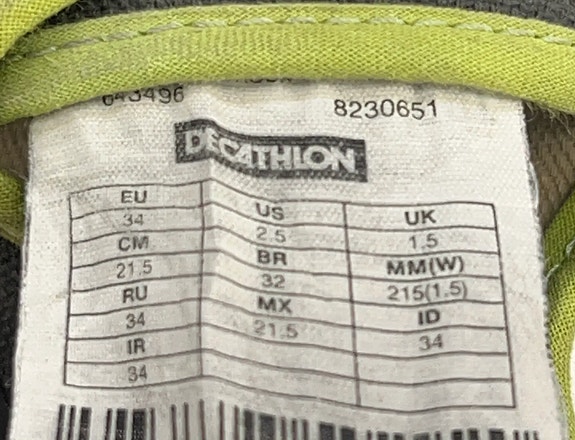 643496 8230651
DECATHLON
EU US UK
34 2.5 1.5
CM BR MM(W)
21.5 32 215(1.5)
RU MX ID
34 21.5 34
IR
34